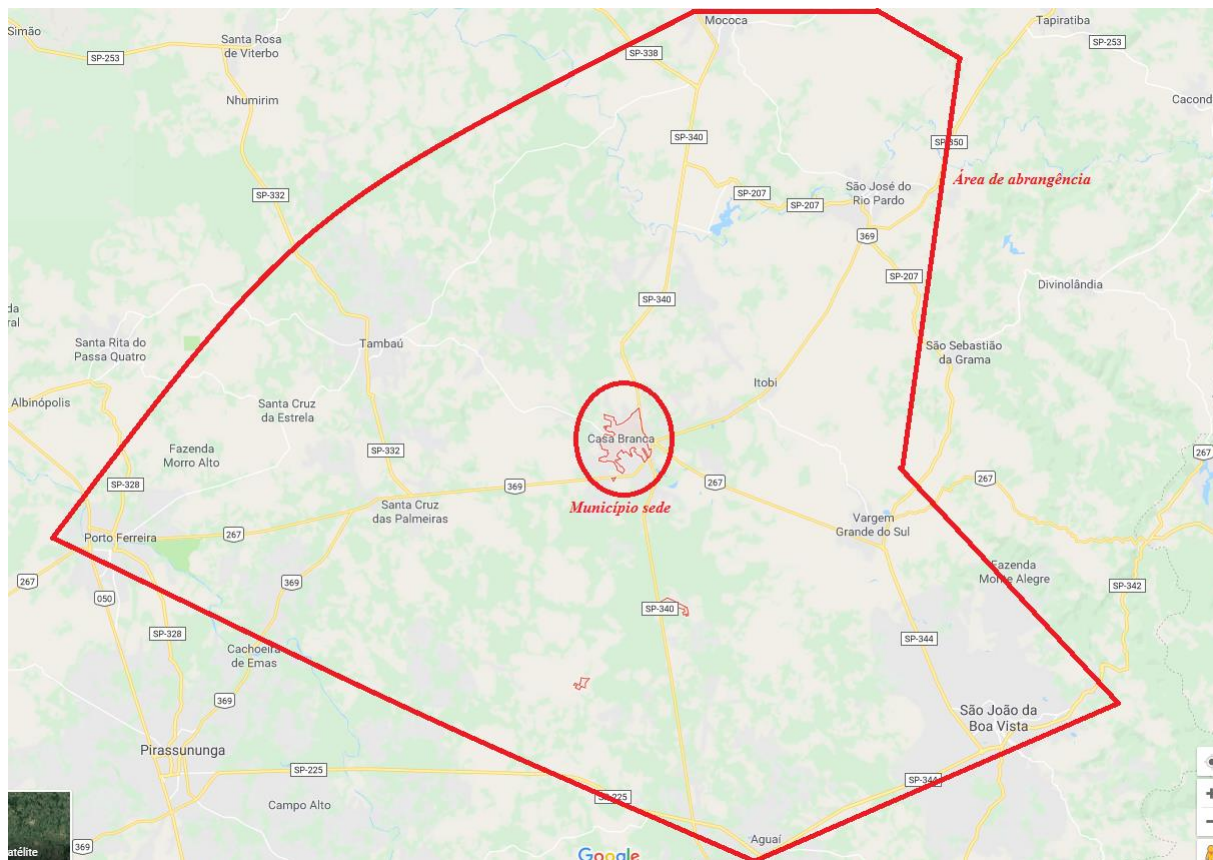 Simão
Santa Rosa
de Viterbo
Mococa
Tapiratiba
SP-253
SP-338
SP-253
Nhumirim
Cacond
SP-340
SP-350
Área de abrangência
SP-332
SP-207
SP-207
São José do
Rio Pardo
369
SP-207
Divinolândia
SP-340
da
ral
Santa Rita do
Passa Quatro
Tambaú
São Sebastião
da Grama
Itobi
Albinópolis
Santa Cruz
da Estrela
Casa Branca
Fazenda
Morro Alto
SP-332
267
SP-328
369
267
267
Município sede
Santa Cruz
das Palmeiras
Vargem
Grande do Sul
Porto Ferreira
267
Fazenda
Monte Alegre
267
369
SP-342
050
SP-340
SP-328
SP-344
Cachoeira
de Emas
369
São João da
Boa Vista
Pirassununga
SP-225
SP-344
SP-225
Campo Alto
369
Aguaí
atélite
Google